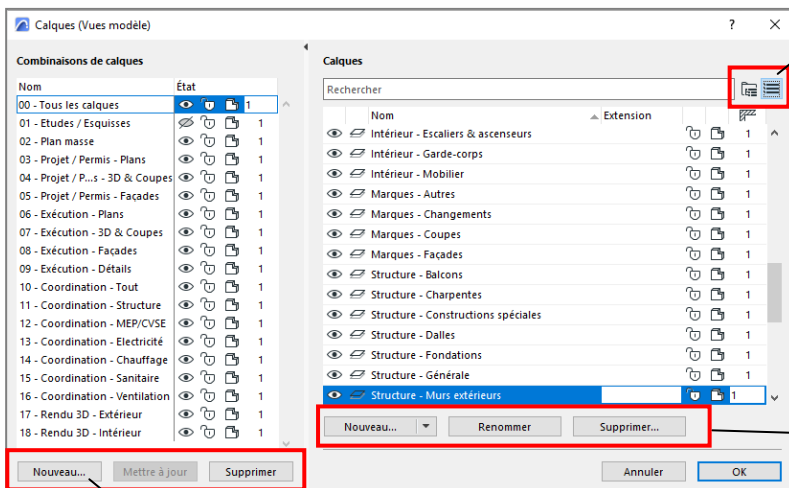 Calques (Vues modèle)
?
Combinaisons de calques
Nom État
00 - Tous les calques 1
01 - Etudes / Esquisses 1
02 - Plan masse 1
03 - Projet / Permis - Plans 1
04 - Projet / P...s - 3D & Coupes 1
05 - Projet / Permis - Façades 1
06 - Exécution - Plans 1
07 - Exécution - 3D & Coupes 1
08 - Exécution - Façades 1
09 - Exécution - Détails 1
10 - Coordination - Tout 1
11 - Coordination - Structure 1
12 - Coordination - MEP/CVSE 1
13 - Coordination - Electricité 1
14 - Coordination - Chauffage 1
15 - Coordination - Sanitaire 1
16 - Coordination - Ventilation 1
17 - Rendu 3D - Extérieur 1
18 - Rendu 3D - Intérieur 1
Nouveau... Mettre à jour Supprimer
Calques
Rechercher
Nom Extension
Intérieur - Escaliers & ascenseurs 1
Intérieur - Garde-corps 1
Intérieur - Mobilier 1
Marques - Autres 1
Marques - Changements 1
Marques - Coupes 1
Marques - Façades 1
Structure - Balcons 1
Structure - Charpentes 1
Structure - Constructions spéciales 1
Structure - Dalles 1
Structure - Fondations 1
Structure - Générale 1
Structure - Murs extérieurs 1
Nouveau... Renommer Supprimer...
Annuler OK